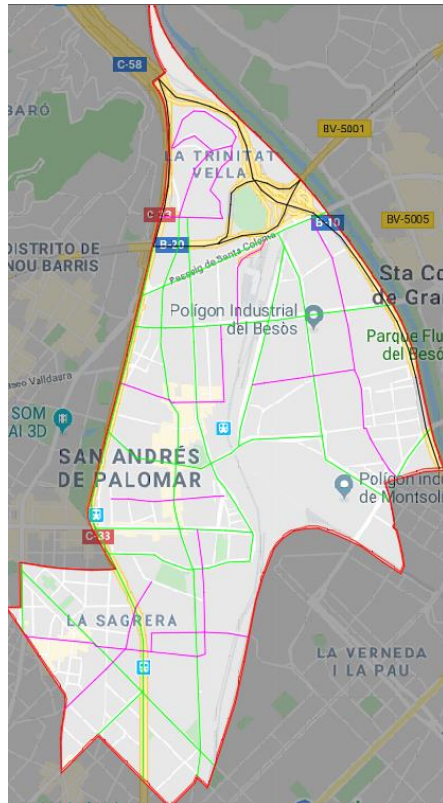 C-58
BARÓ
BV-5001
LA TRINITAT
VELLA
C-33
BV-5005
B-10
B-20
DISTRITO DE
NOU BARRIS
Passeig de Santa Coloma
Sta Co
de Gra
Polígon Industrial
del Besòs
Parque Flu
del Besò
Paseo Valldaura
SOM
AI 3D
SAN ANDRÉS
DE PALOMAR
Polígon indu
de Montsol
C-33
LA SAGRERA
LA VERNEDA
I LA PAU